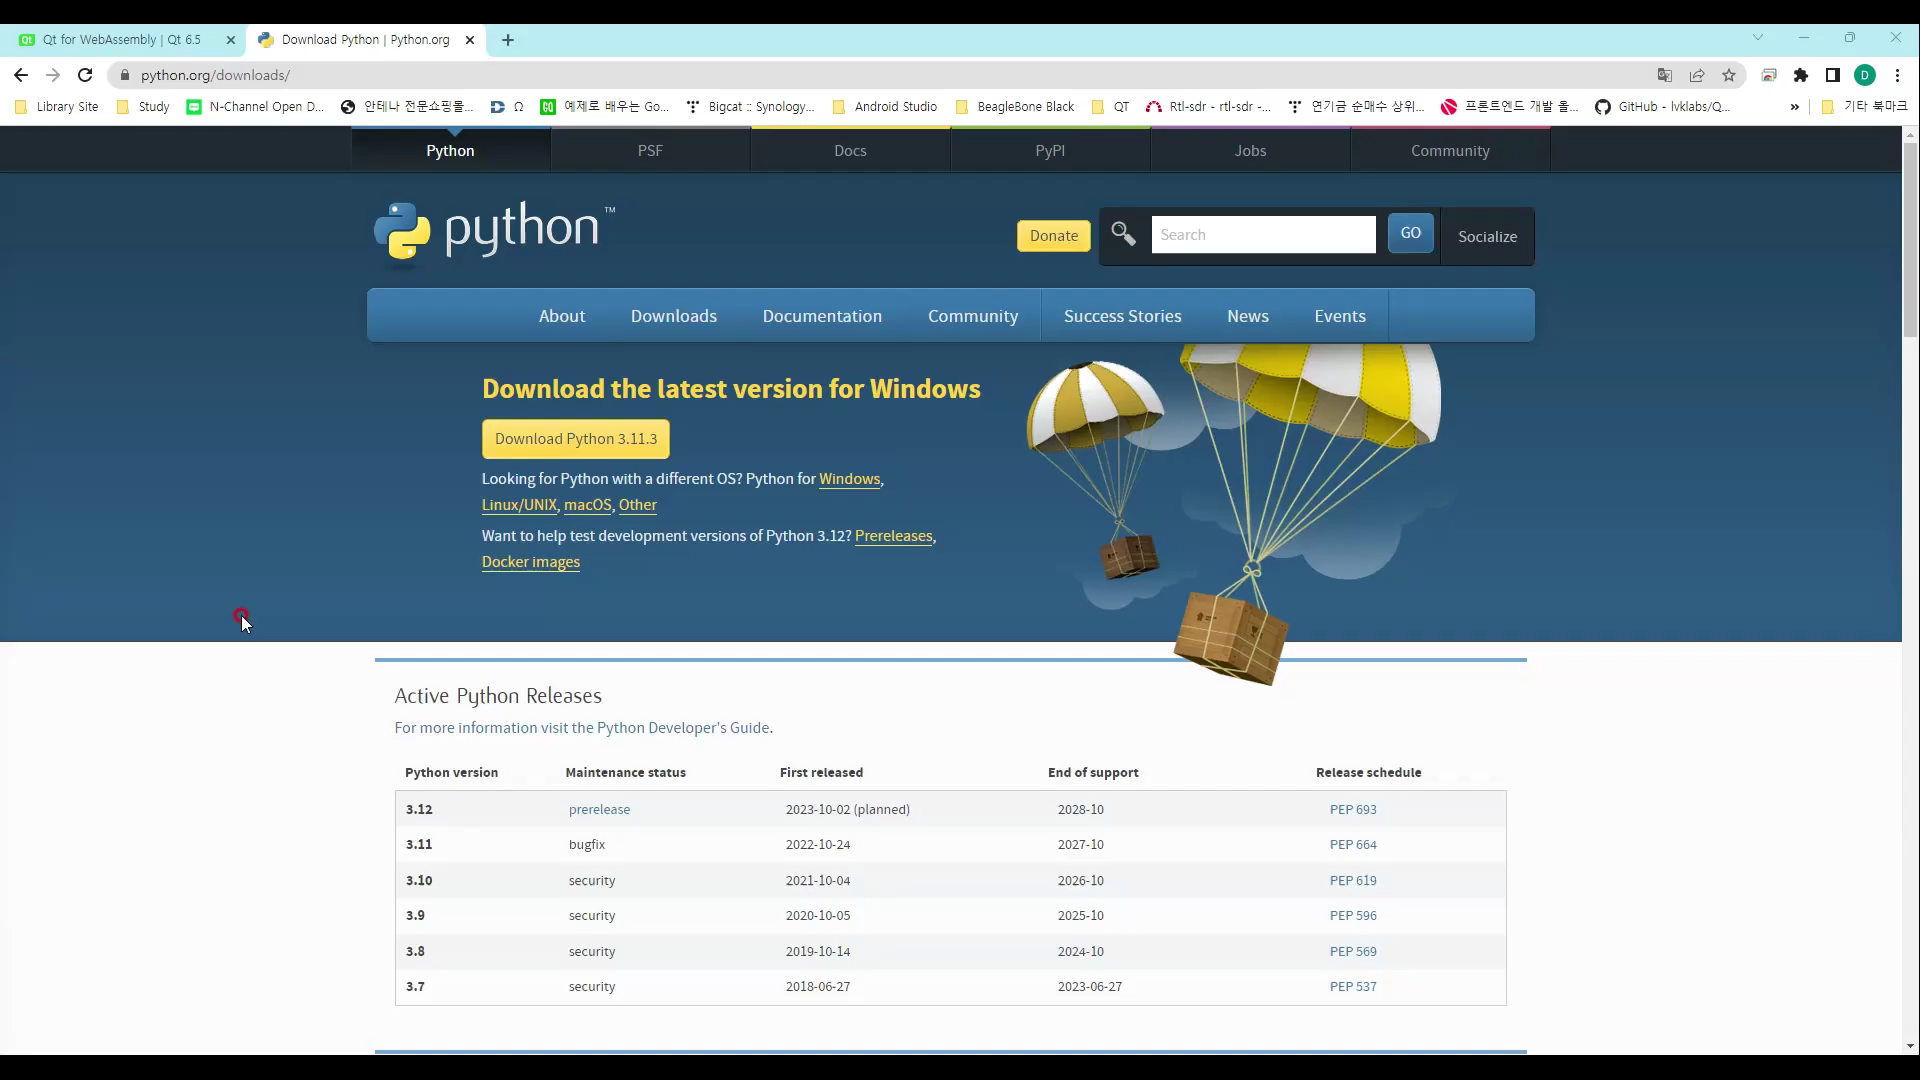 Qt for WebAssembly | Qt 6.5
Download Python | Python.org
python.org/downloads/
D
Library Site
Study
N-Channel Open D...
안테나 전문쇼핑몰...
Ω
예제로 배우는 Go...
Bigcat :: Synology...
Android Studio
BeagleBone Black
QT
Rtl-sdr - rtl-sdr -...
연기금 순매수 상위...
프론트엔드 개발 올...
GitHub - lvklabs/Q...
»
기타 북마크
Python
PSF
Docs
PyPI
Jobs
Community
python™
Donate
Search
GO
Socialize
About
Downloads
Documentation
Community
Success Stories
News
Events
Download the latest version for Windows
Download Python 3.11.3
Looking for Python with a different OS? Python for Windows,
Linux/UNIX, macOS, Other
Want to help test development versions of Python 3.12? Prereleases,
Docker images
Active Python Releases
For more information visit the Python Developer's Guide.
Python version Maintenance status First released End of support Release schedule
3.12 prerelease 2023-10-02 (planned) 2028-10 PEP 693
3.11 bugfix 2022-10-24 2027-10 PEP 664
3.10 security 2021-10-04 2026-10 PEP 619
3.9 security 2020-10-05 2025-10 PEP 596
3.8 security 2019-10-14 2024-10 PEP 569
3.7 security 2018-06-27 2023-06-27 PEP 537